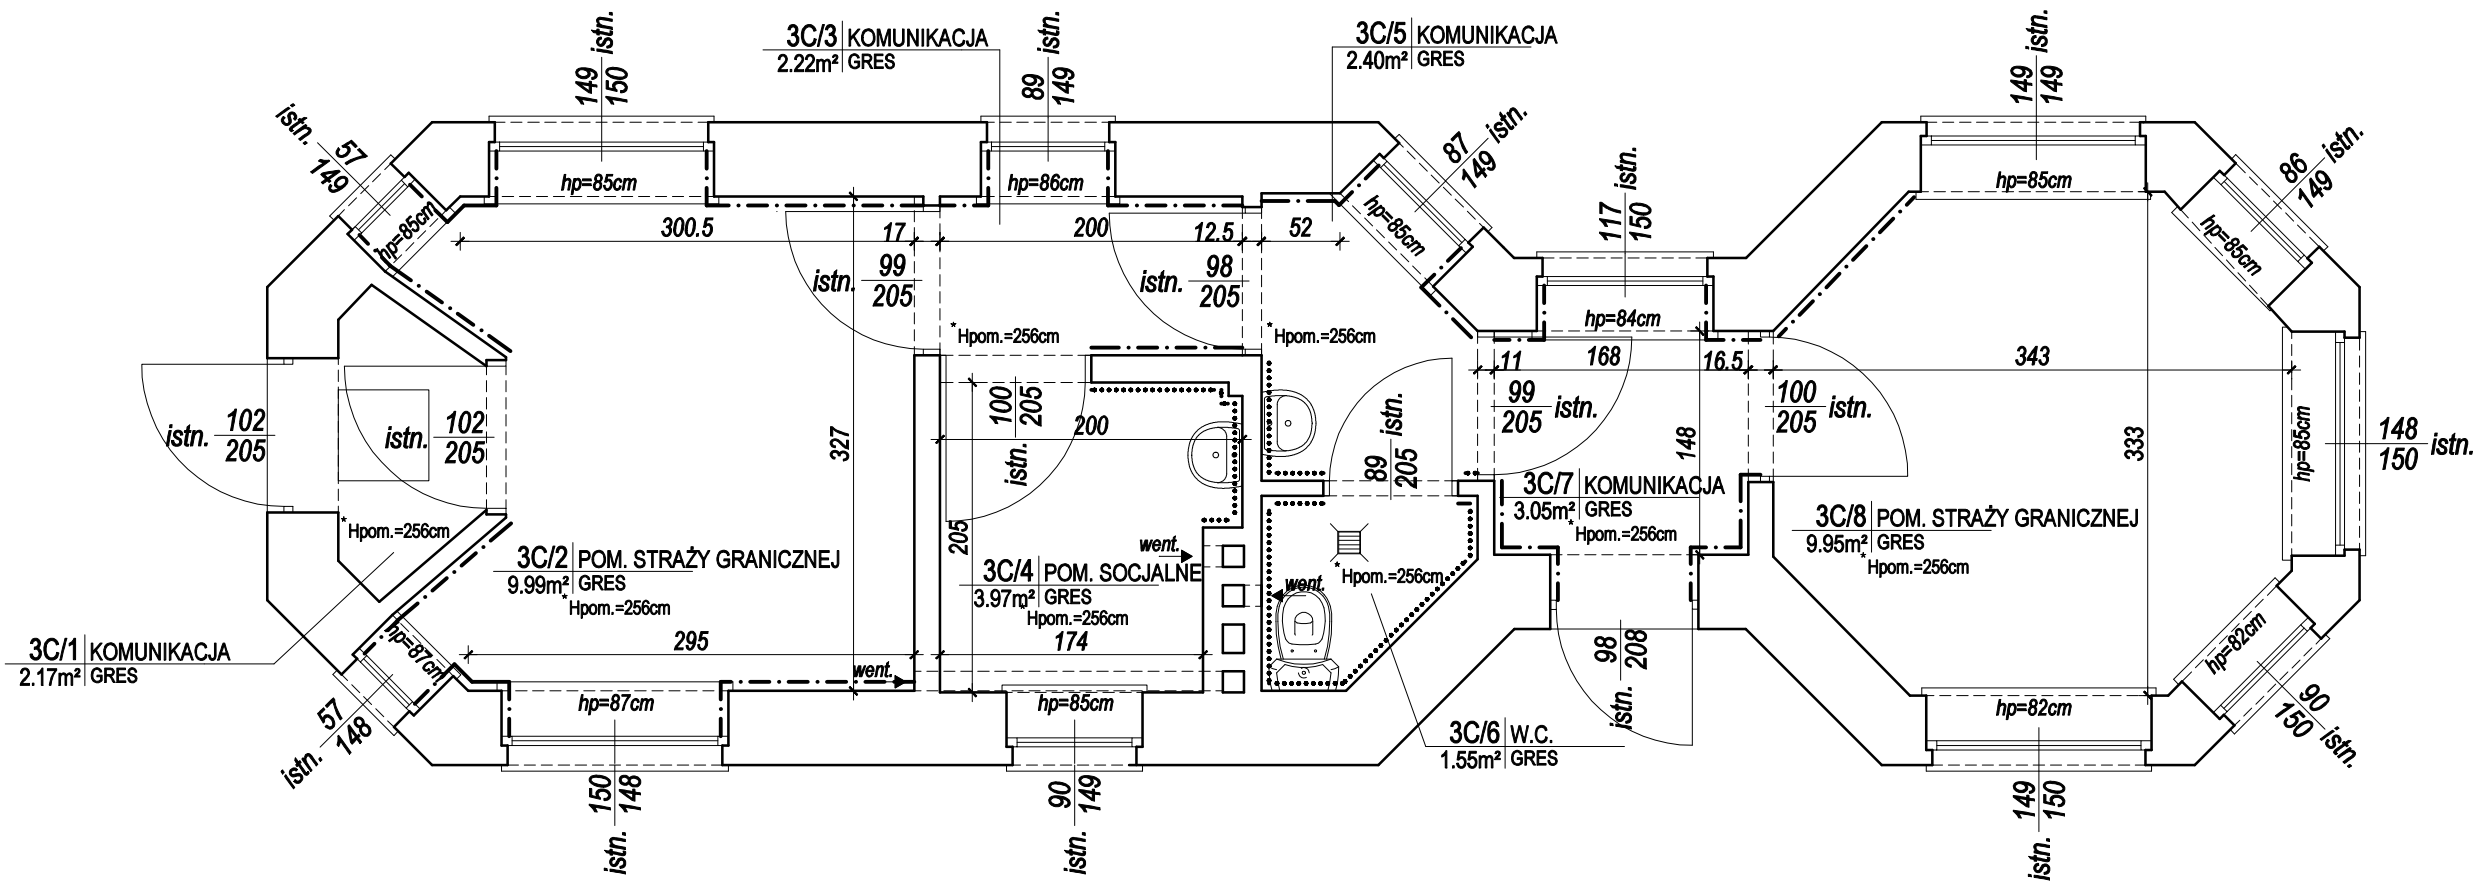 3C/3 KOMUNIKACJA
2.22m² GRES
3C/5 KOMUNIKACJA
2.40m² GRES
istn.
149
150
istn.
89
149
istn.
149
149
istn.
57
149
istn.
87
149
istn.
117
150
istn.
86
149
hp=85cm
hp=86cm
hp=85cm
hp=85cm
hp=85cm
hp=84cm
hp=85cm
300.5
17
200
12.5
52
istn.
99
205
istn.
98
205
*Hpom.=256cm
*Hpom.=256cm
11
168
16.5
343
istn.
102
205
istn.
102
205
100
205
istn.
200
327
89
205
istn.
99
205
istn.
148
100
205
istn.
333
hp=85cm
148
150
istn.
*Hpom.=256cm
205
3C/7 KOMUNIKACJA
3.05m² GRES
*Hpom.=256cm
3C/8 POM. STRAŻY GRANICZNEJ
9.95m² GRES
*Hpom.=256cm
3C/2 POM. STRAŻY GRANICZNEJ
9.99m² GRES
*Hpom.=256cm
went.
3C/4 POM. SOCJALNE
3.97m² GRES
*Hpom.=256cm
went.
*Hpom.=256cm
3C/1 KOMUNIKACJA
2.17m² GRES
hp=87cm
295
174
went.
98
208
istn.
hp=82cm
hp=87cm
hp=85cm
hp=82cm
57
148
istn.
90
150
istn.
3C/6 W.C.
1.55m² GRES
150
148
istn.
90
149
istn.
149
150
istn.